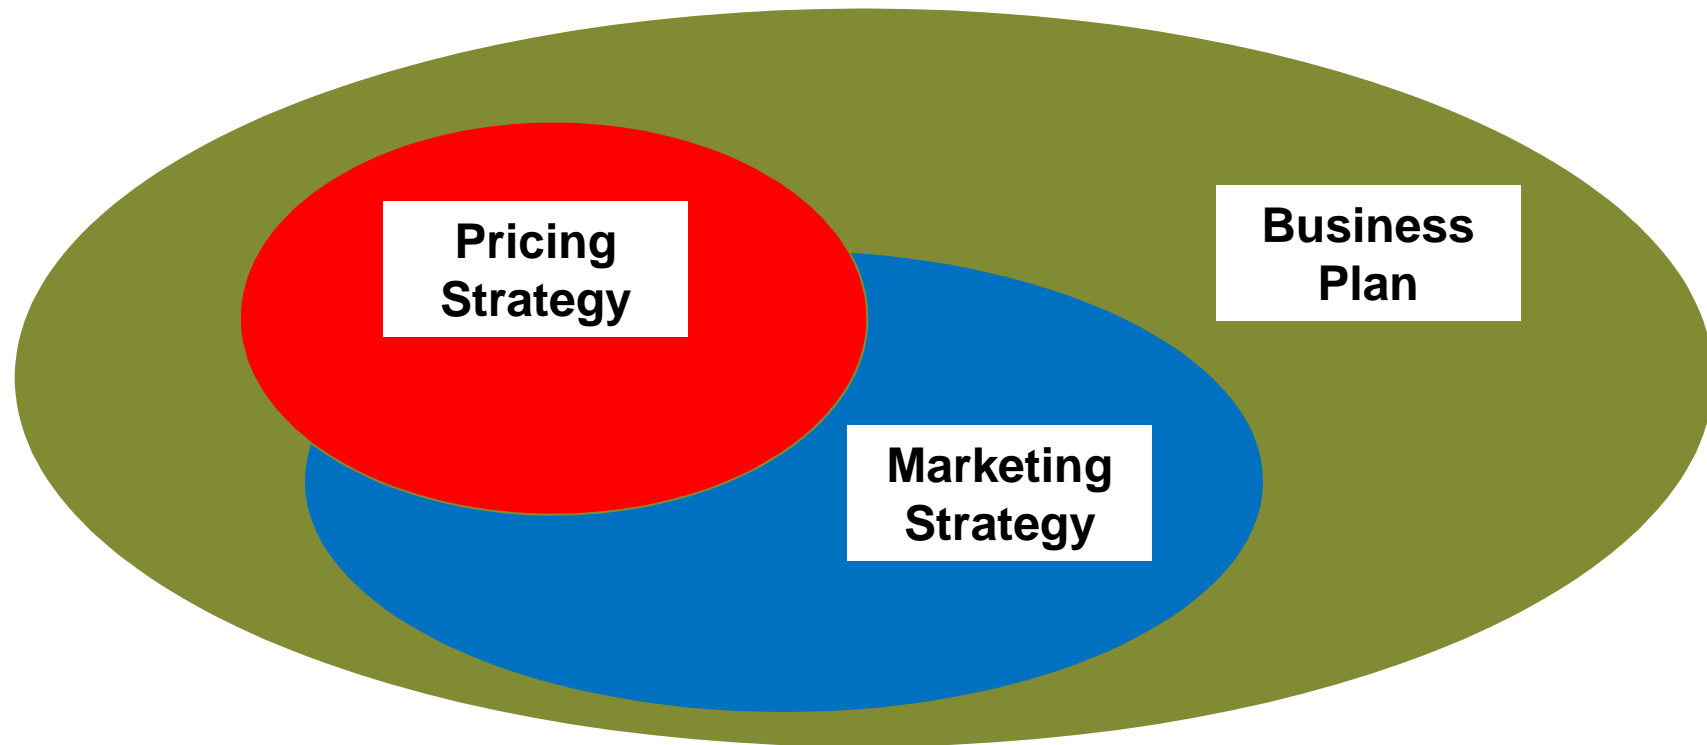 Pricing
Strategy
Business
Plan
Marketing
Strategy